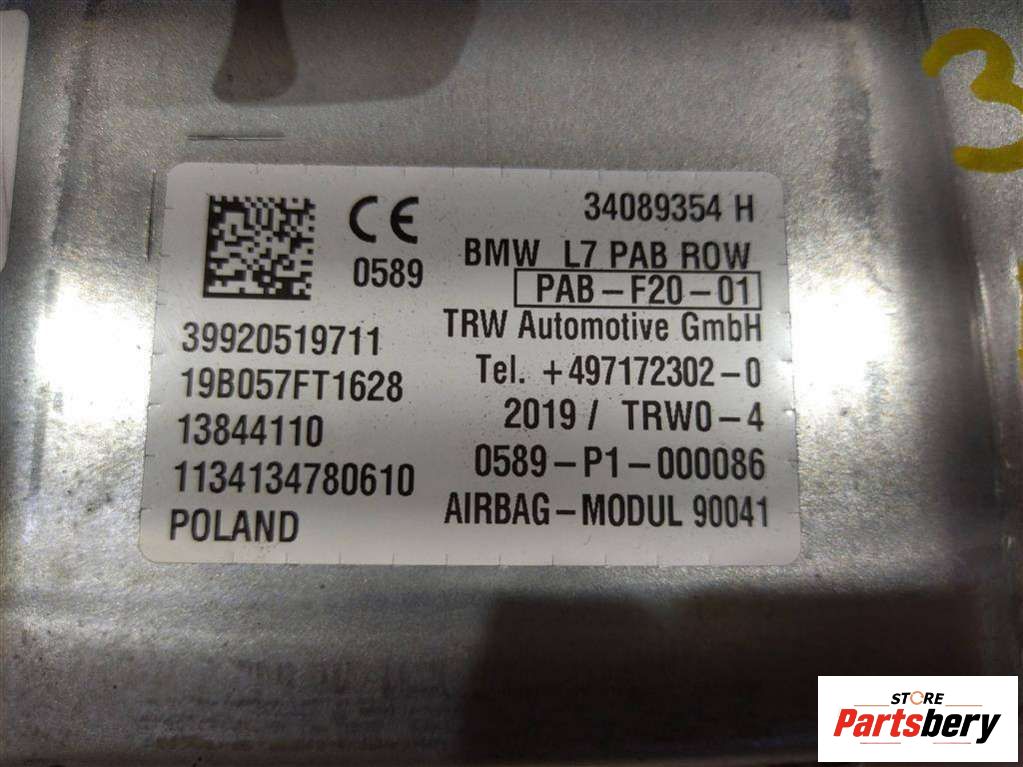 3
CE
0589
39920519711
19B057FT1628
13844110
1134134780610
POLAND
34089354 H
BMW L7 PAB ROW
PAB-F20-01
TRW Automotive GmbH
Tel. +497172302-0
2019/ TRW0-4
0589-P1-000086
AIRBAG-MODUL 90041
STORE
Partsbery